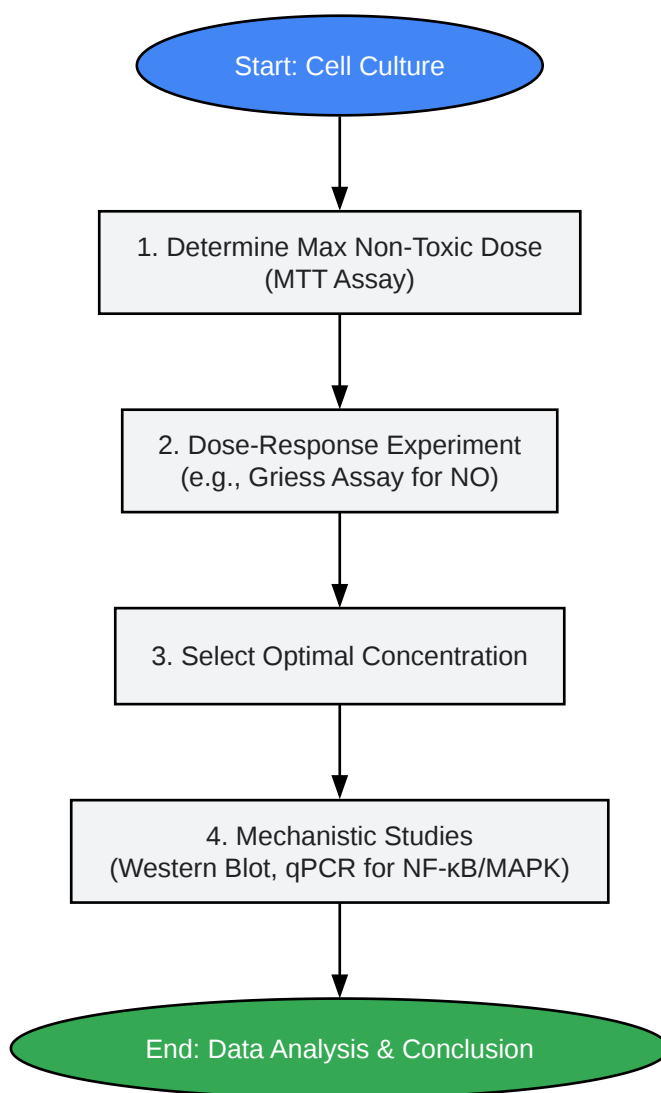 Start: Cell Culture
1. Determine Max Non-Toxic Dose
(MTT Assay)
2. Dose-Response Experiment
(e.g., Griess Assay for NO)
3. Select Optimal Concentration
4. Mechanistic Studies
(Western Blot, qPCR for NF-κB/MAPK)
End: Data Analysis & Conclusion